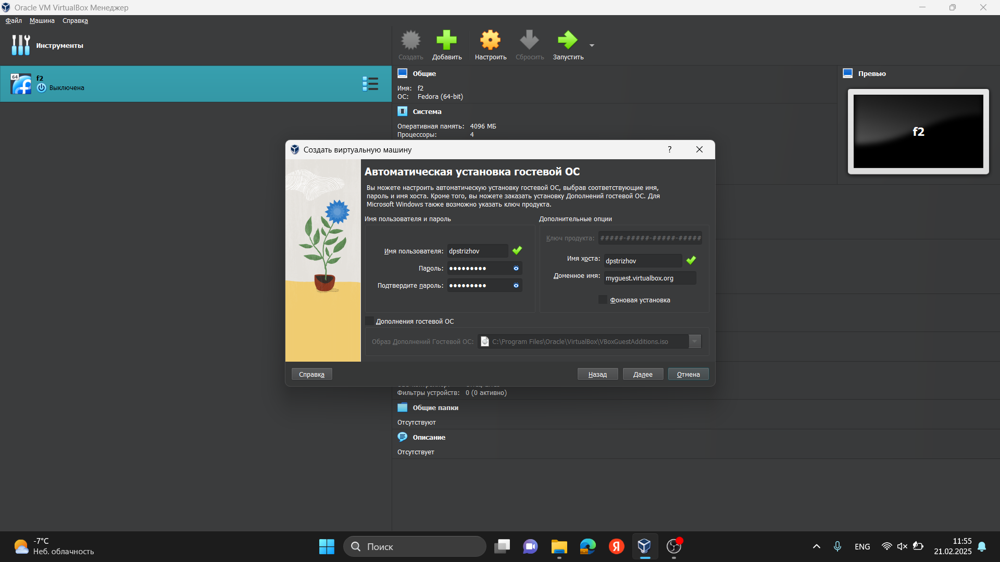 Oracle VM VirtualBox Менеджер
Файл Машина Справка
Инструменты
Создать Добавить Настроить Сбросить Запустить
64
f2
Выключена
Общие
Имя: f2
ОС: Fedora (64-bit)
Система
Оперативная память: 4096 МБ
Процессоры: 4
Превью
f2
Создать виртуальную машину
?
Автоматическая установка гостевой ОС
Вы можете настроить автоматическую установку гостевой ОС, выбрав соответствующие имя,
пароль и имя хоста. Кроме того, вы можете заказать установку Дополнений гостевой ОС. Для
Microsoft Windows также возможно указать ключ продукта.
Имя пользователя и пароль
Имя пользователя: dpstrizhov
Пароль: ●●●●●●●●●
Подтвердите пароль: ●●●●●●●●●
Дополнительные опции
Ключ продукта: #####-#####-#####-#####
Имя хоста: dpstrizhov
Доменное имя: myguest.virtualbox.org
Фоновая установка
Дополнения гостевой ОС
Образ Дополнений Гостевой ОС: C:\Program Files\Oracle\VirtualBox\VBoxGuestAdditions.iso
Справка Назад Далее Отмена
Фильтры устройств: 0 (0 активно)
Общие папки
Отсутствуют
Описание
Отсутствует
-7°C
Неб. облачность
Поиск
Я
ENG
11:55
21.02.2025